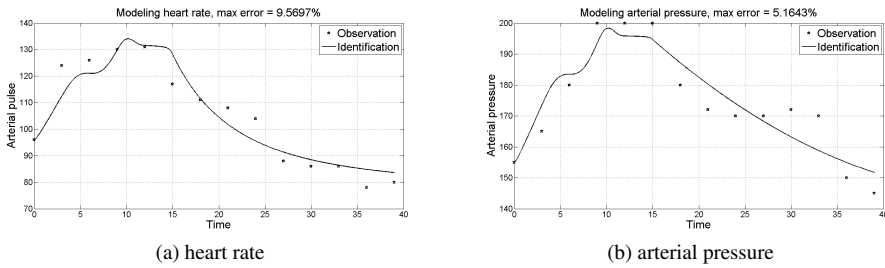 Modeling heart rate, max error = 9.5697%
140
130
120
110
100
90
80
70
Arterial pulse
0 5 10 15 20 25 30 35 40
Time
Observation
Identification
(a) heart rate
Modeling arterial pressure, max error = 5.1643%
200
190
180
170
160
150
140
Arterial pressure
0 5 10 15 20 25 30 35 40
Time
Observation
Identification
(b) arterial pressure